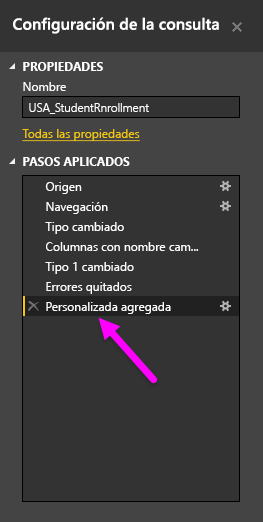 Configuración de la consulta
PROPIEDADES
Nombre
USA_StudentRnrollment
Todas las propiedades
PASOS APLICADOS
Origen
Navegación
Tipo cambiado
Columnas con nombre cam...
Tipo 1 cambiado
Errores quitados
Personalizada agregada